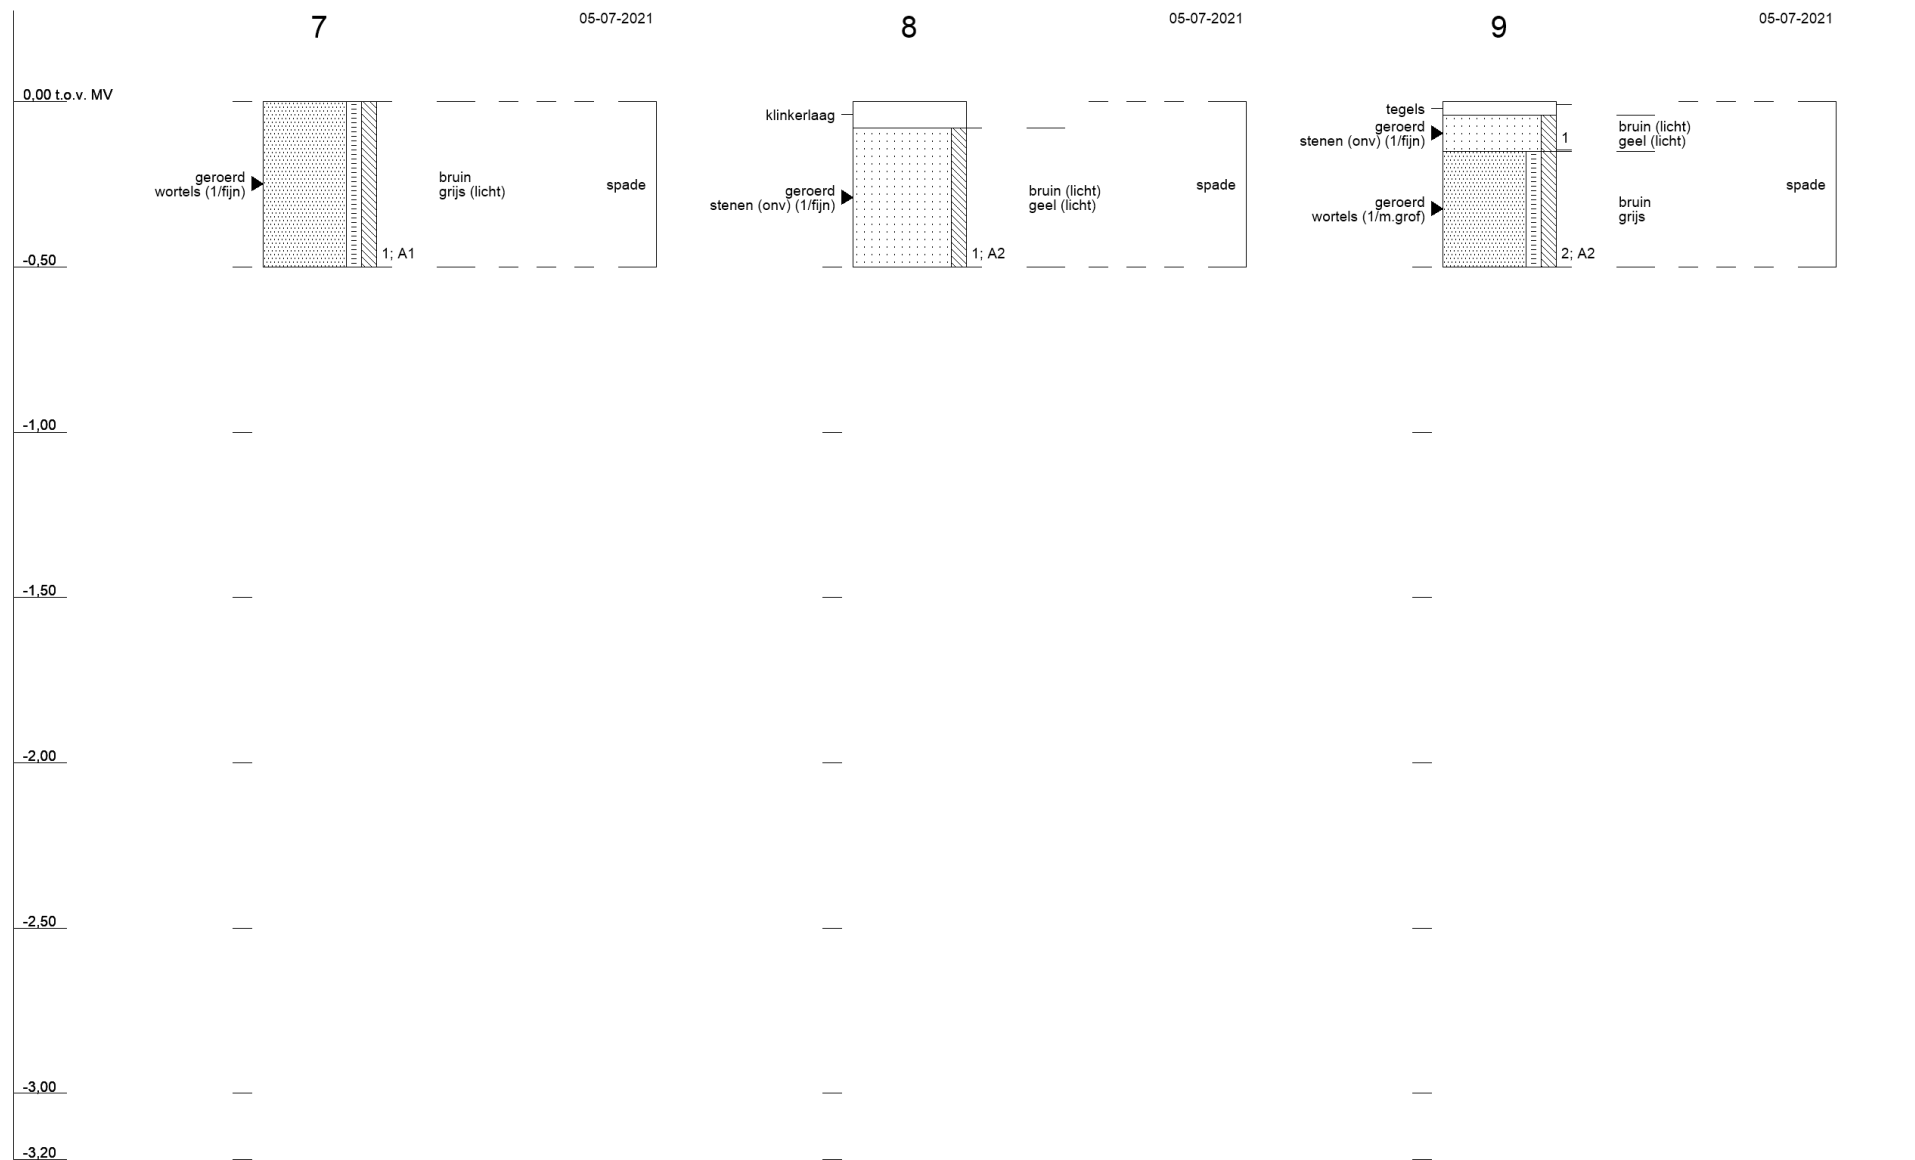 7
05-07-2021
8
05-07-2021
9
05-07-2021
0,00 t.o.v. MV
-0,50
-1,00
-1,50
-2,00
-2,50
-3,00
-3,20
geroerd
wortels (1/fijn)
1; A1
bruin
grijs (licht)
spade
klinkerlaag
geroerd
stenen (onv) (1/fijn)
1; A2
bruin (licht)
geel (licht)
spade
tegels
geroerd
stenen (onv) (1/fijn)
1
bruin (licht)
geel (licht)
geroerd
wortels (1/m.grof)
2; A2
bruin
grijs
spade